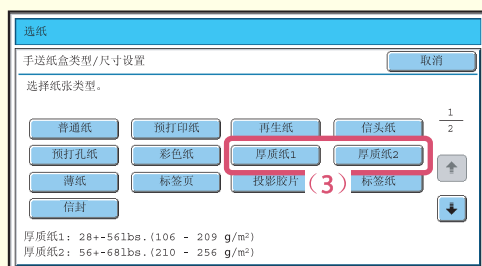 选纸
手送纸盒类型/尺寸设置 取消
选择纸张类型。
普通纸 预打印纸 再生纸 信头纸 1/2
预打孔纸 彩色纸 厚质纸1 厚质纸2
薄纸 标签页 投影胶片 (3) 标签纸
信封
厚质纸1: 28+-56lbs.(106 - 209 g/m²)
厚质纸2: 56+-68lbs.(210 - 256 g/m²)